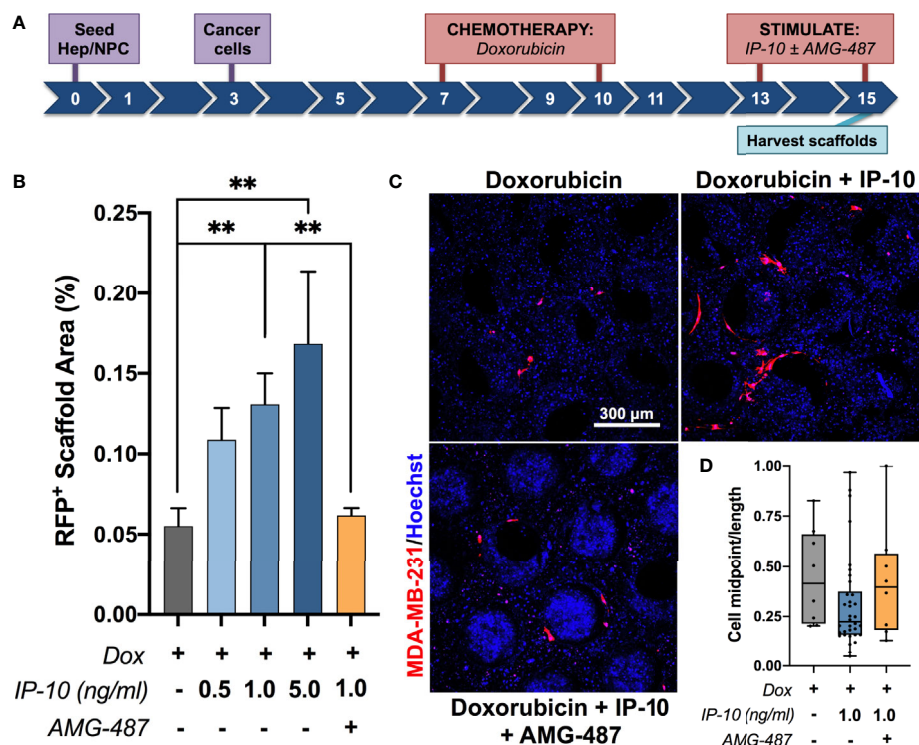 A
Seed
Hep/NPC
Cancer
cells
CHEMOTHERAPY:
Doxorubicin
STIMULATE:
IP-10 ± AMG-487
0 1 3 5 7 9 10 11 13 15
Harvest scaffolds
B
RFP+ Scaffold Area (%)
0.25
0.20
0.15
0.10
0.05
0.00
**
** **
Dox + + + + +
IP-10 (ng/ml) - 0.5 1.0 5.0 1.0
AMG-487 +
C
Doxorubicin
Doxorubicin + IP-10
300 µm
MDA-MB-231/Hoechst
Doxorubicin + IP-10
+ AMG-487
D
Cell midpoint/length
1.00
0.75
0.50
0.25
0.00
Dox + + +
IP-10 (ng/ml) - 1.0 1.0
AMG-487 - - +